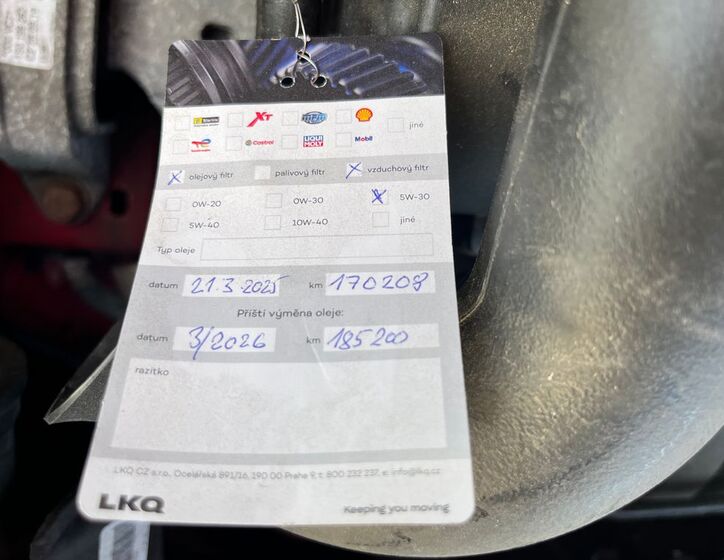 XT MPM
jiné
Castrol LIQUI MOLY Mobil
olejový filtr palivový filtr vzduchový filtr
0W-20 0W-30 5W-30
5W-40 10W-40 jiné
Typ oleje
datum 21.3.2025 km 170208
Příští výměna oleje:
datum 3/2026 km 185200
razítko
LKQ CZ s.r.o., Ocelářská 891/16, 190 00 Praha 9, t: 800 232 237, e: info@lkq.cz
LKQ Keeping you moving